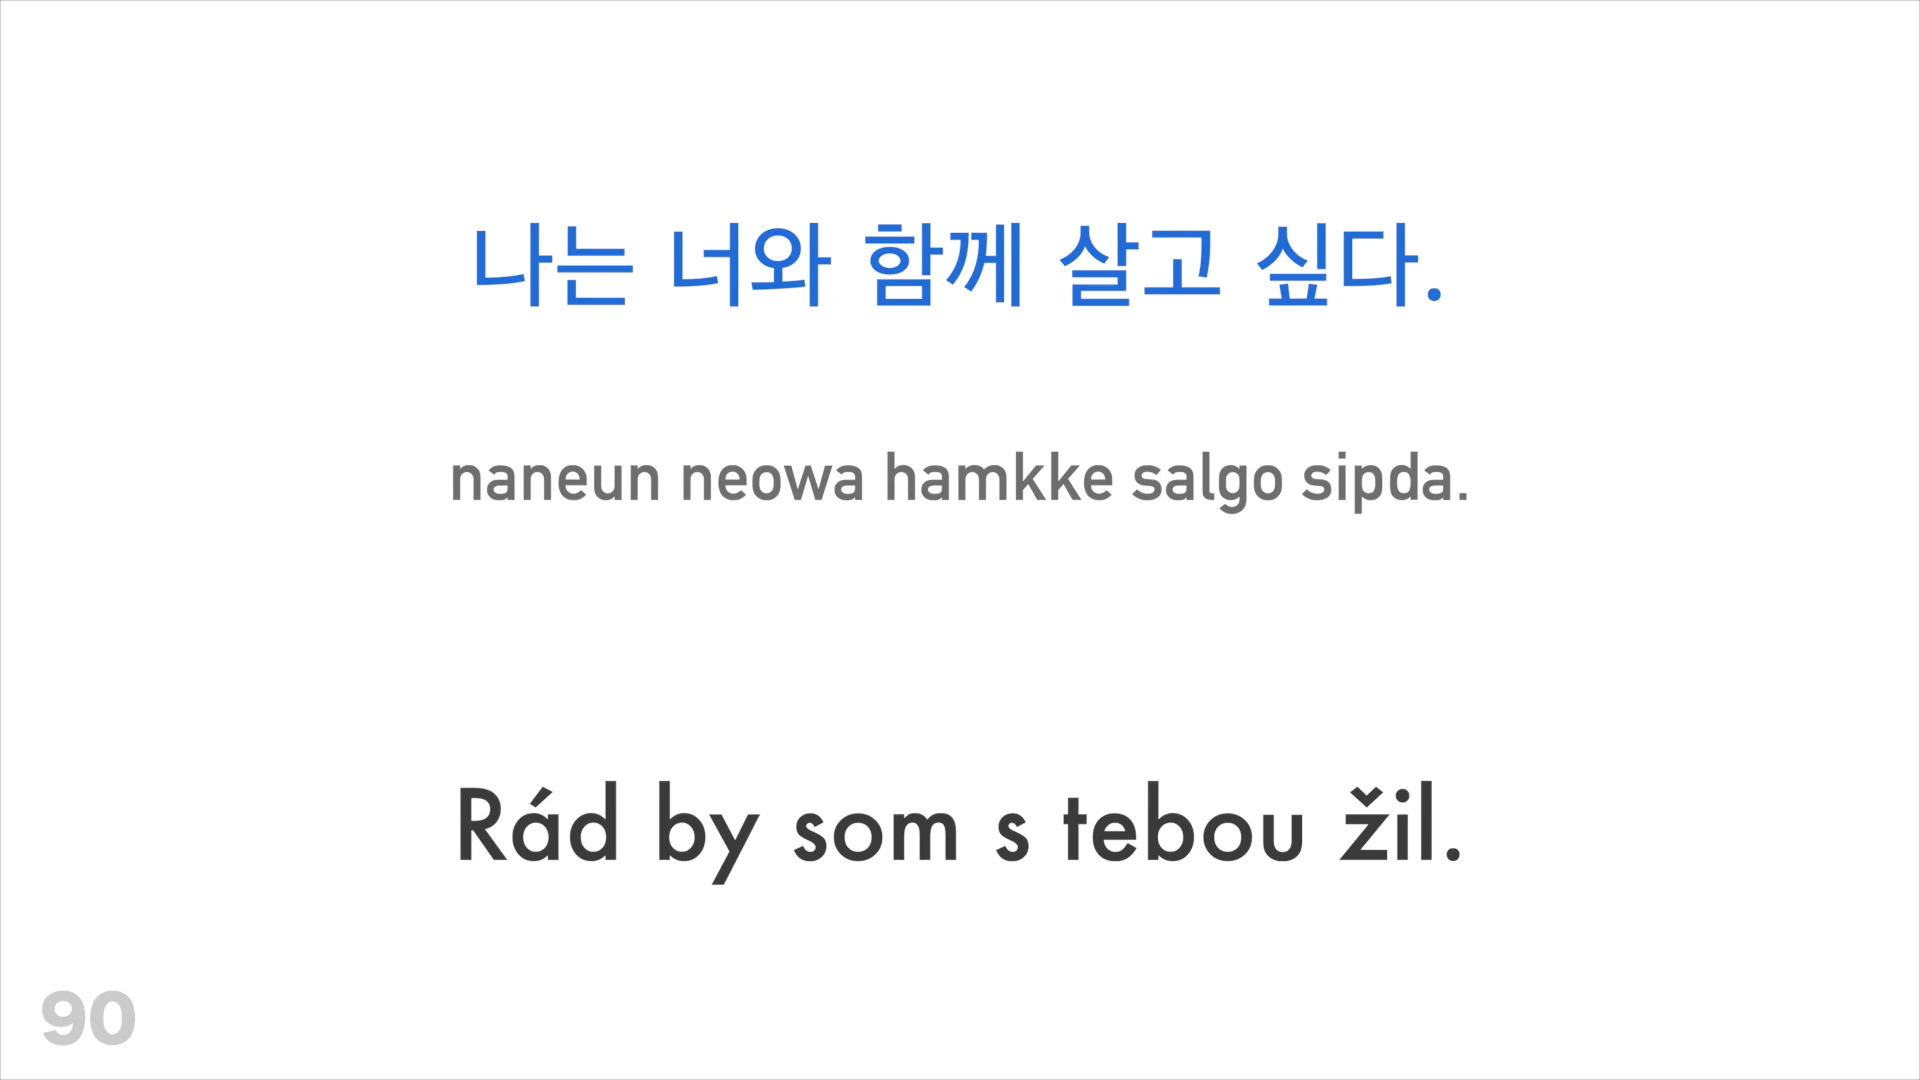 나는 너와 함께 살고 싶다.
naneun neowa hamkke salgo sipda.
Rád by som s tebou žil.
90